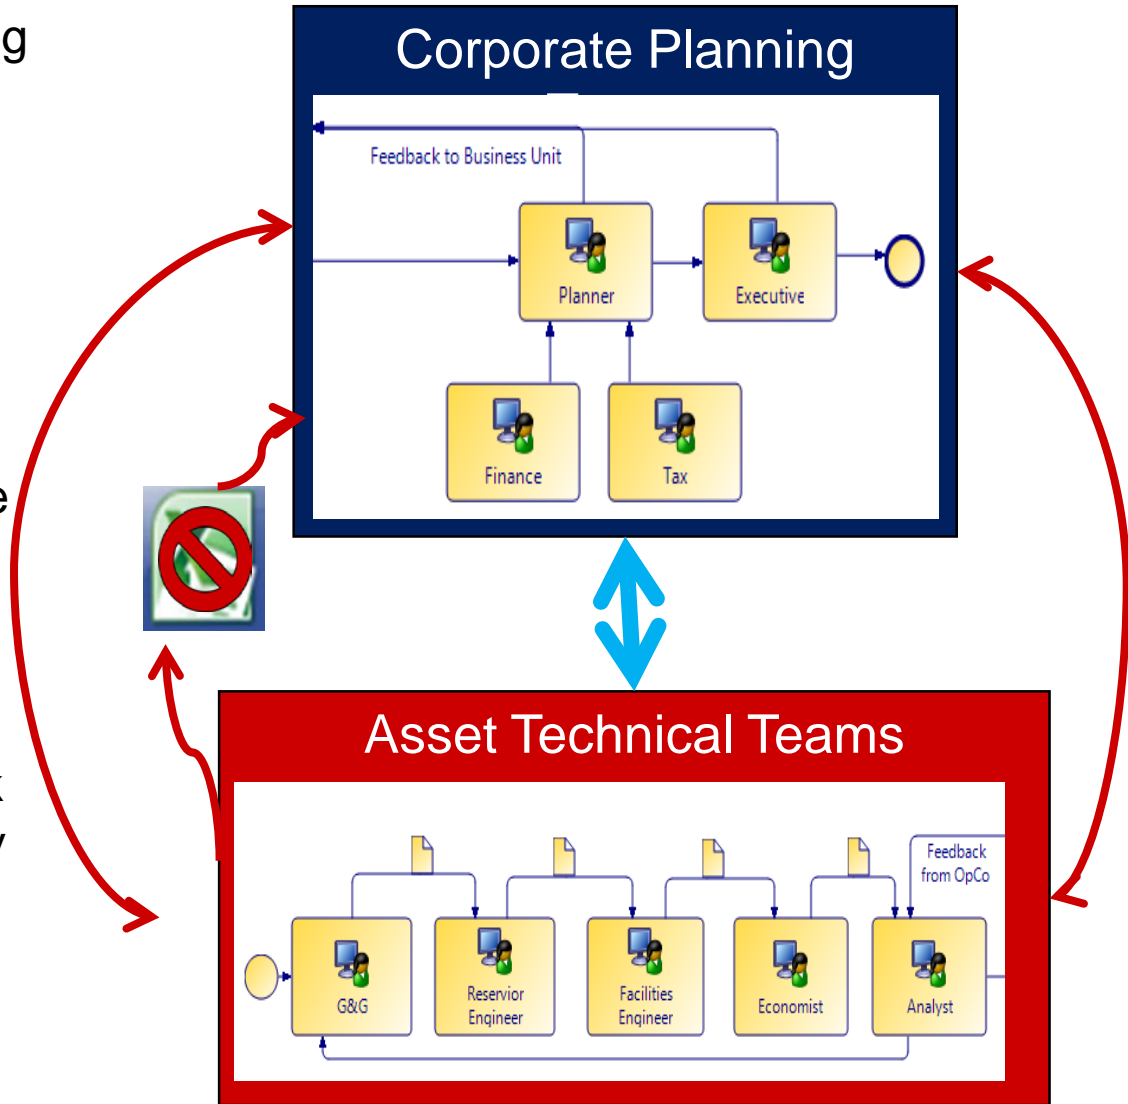 Corporate Planning
Feedback to Business Unit
Planner
Executive
Finance
Tax
Asset Technical Teams
Feedback
from OpCo
G&G
Reservior
Engineer
Facilities
Engineer
Economist
Analyst